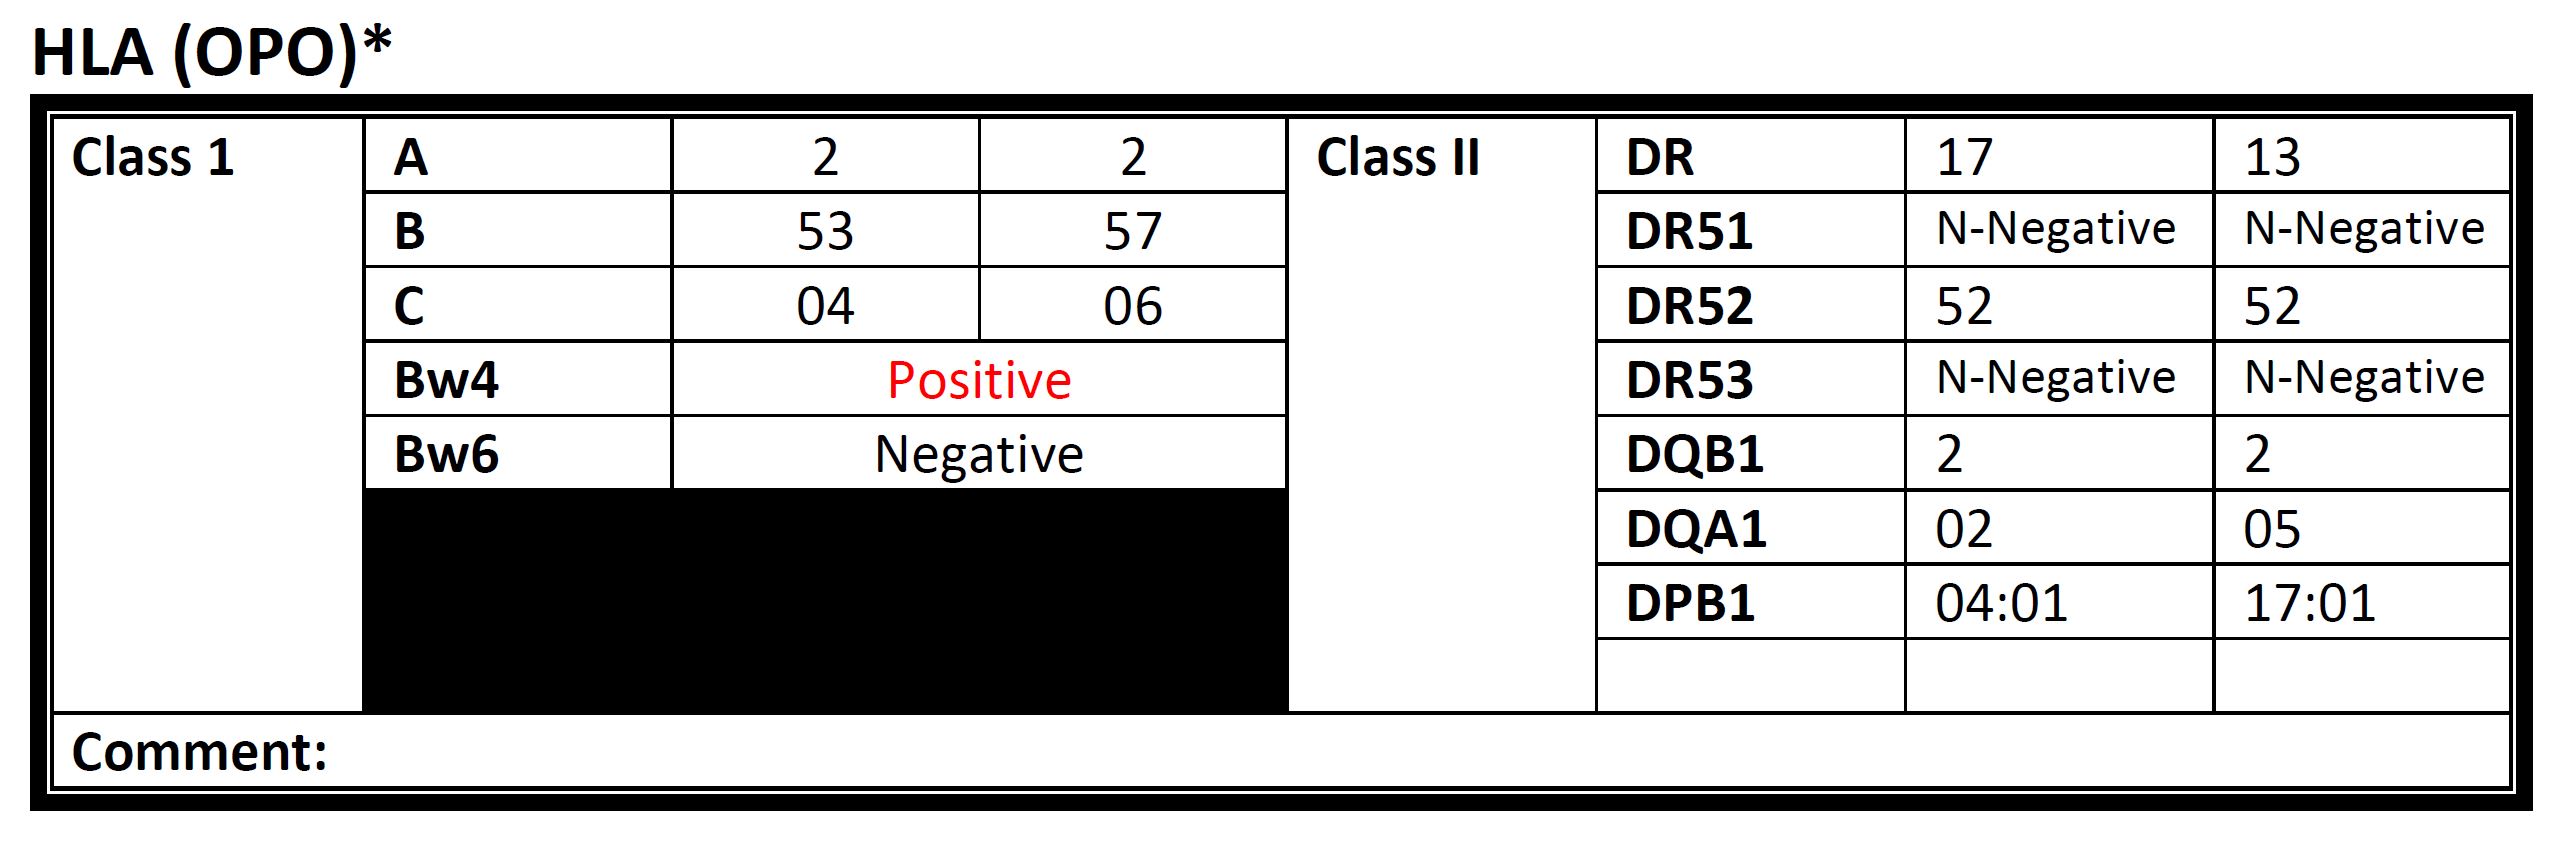 HLA (OPO)*
Class 1 A 2 2 Class II DR 17 13
B 53 57 DR51 N-Negative N-Negative
C 04 06 DR52 52 52
Bw4 Positive DR53 N-Negative N-Negative
Bw6 Negative DQB1 2 2
DQA1 02 05
DPB1 04:01 17:01
Comment: